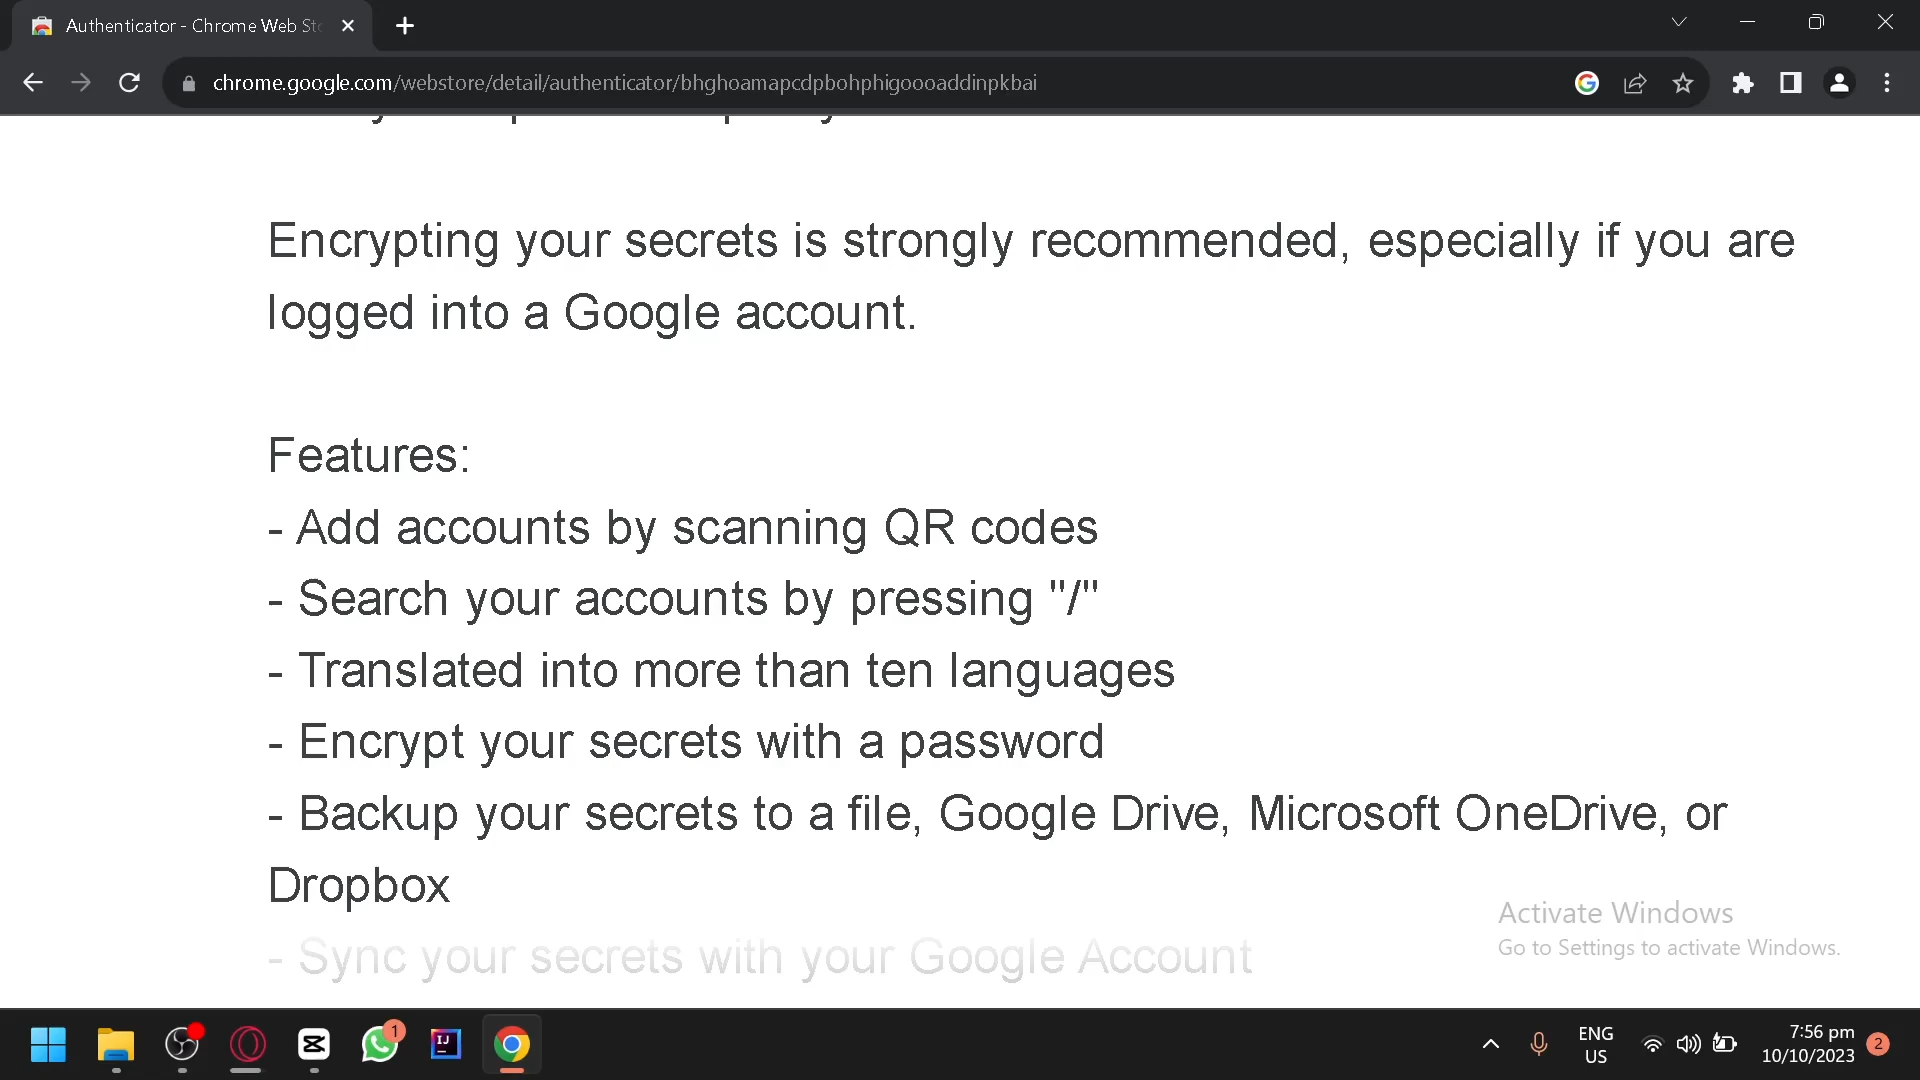 Authenticator - Chrome Web Sto
chrome.google.com/webstore/detail/authenticator/bhghoamapcdpbohphigoooaddinpkbai
Encrypting your secrets is strongly recommended, especially if you are
logged into a Google account.
Features:
- Add accounts by scanning QR codes
- Search your accounts by pressing "/"
- Translated into more than ten languages
- Encrypt your secrets with a password
- Backup your secrets to a file, Google Drive, Microsoft OneDrive, or
Dropbox
- Sync your secrets with your Google Account
Activate Windows
Go to Settings to activate Windows.
1
IJ
ENG
US
7:56 pm
10/10/2023
2